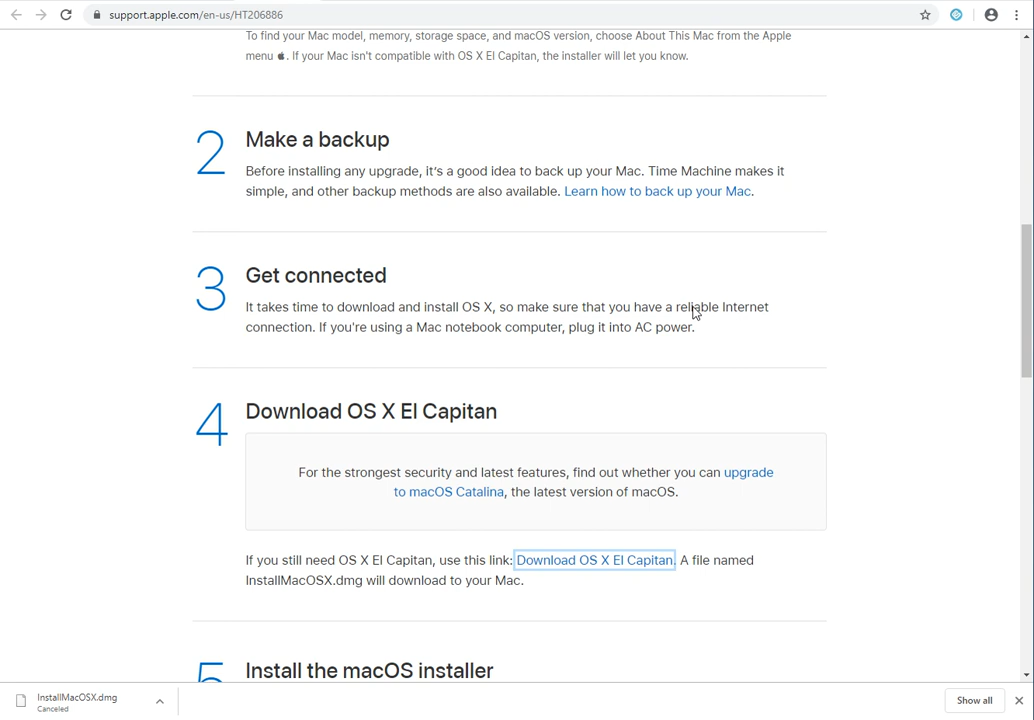 support.apple.com/en-us/HT206886
To find your Mac model, memory, storage space, and macOS version, choose About This Mac from the Apple
menu . If your Mac isn't compatible with OS X El Capitan, the installer will let you know.
2
Make a backup
Before installing any upgrade, it's a good idea to back up your Mac. Time Machine makes it
simple, and other backup methods are also available. Learn how to back up your Mac.
3
Get connected
It takes time to download and install OS X, so make sure that you have a reliable Internet
connection. If you're using a Mac notebook computer, plug it into AC power.
4
Download OS X El Capitan
For the strongest security and latest features, find out whether you can upgrade
to macOS Catalina, the latest version of macOS.
If you still need OS X El Capitan, use this link: Download OS X El Capitan. A file named
InstallMacOSX.dmg will download to your Mac.
5
Install the macOS installer
InstallMacOSX.dmg
Canceled
Show all